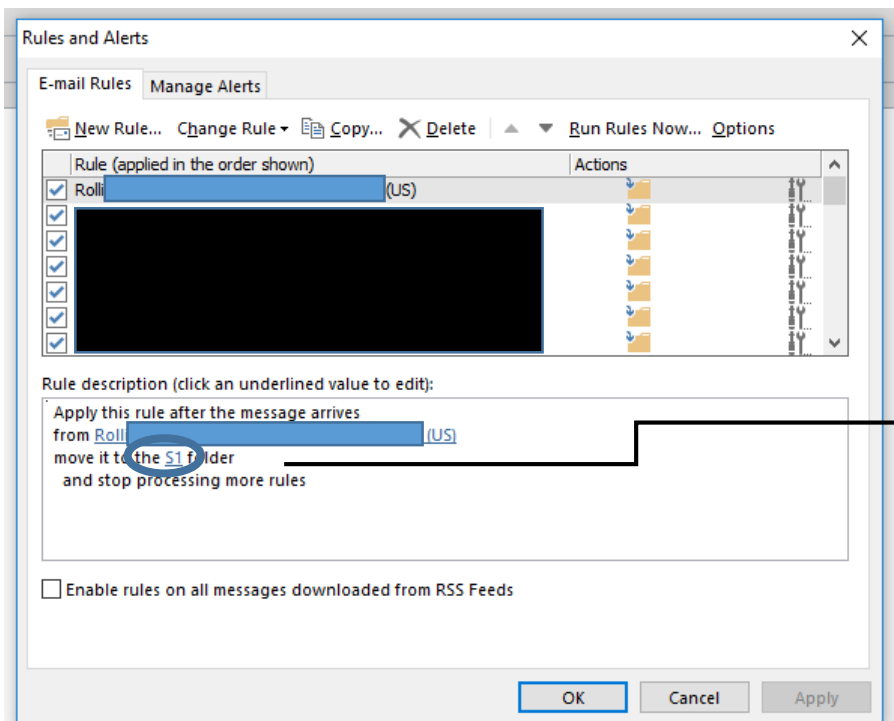 Rules and Alerts
E-mail Rules Manage Alerts
New Rule... Change Rule Copy... Delete Run Rules Now... Options
Rule (applied in the order shown) Actions
Rolli (US)
Rule description (click an underlined value to edit):
Apply this rule after the message arrives
from Rolli (US)
move it to the S1 folder
and stop processing more rules
Enable rules on all messages downloaded from RSS Feeds
OK Cancel Apply